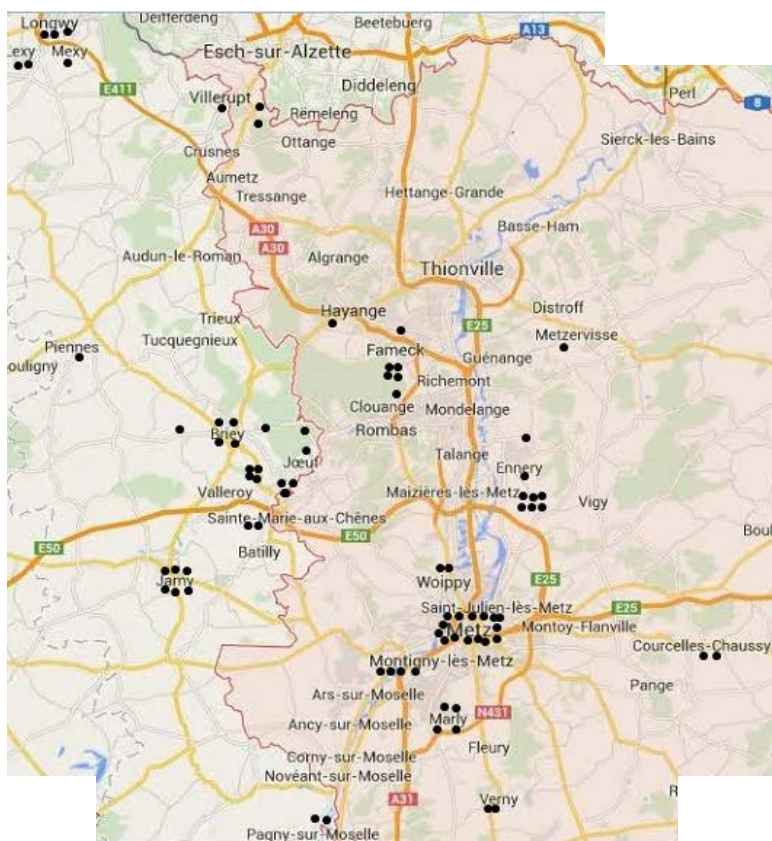 Differdeng
Beetebuerg
Longwy
A13
Lexy
Mexy
Esch-sur-Alzette
Diddeleng
Perl
E411
Villerupt
8
Rëmeleng
Ottange
Sierck-les-Bains
Crusnes
Aumetz
Tressange
Hettange-Grande
A30
Basse-Ham
A30
Audun-le-Roman
Algrange
Thionville
Hayange
Distroff
Trieux
E25
Tucquegnieux
Metzervisse
Piennes
Fameck
Guénange
ouligny
Richemont
Clouange
Mondelange
Briey
Rombas
Talange
Jœuf
Ennery
Valleroy
Maizières-lès-Metz
Vigy
Sainte-Marie-aux-Chênes
Boul
E50
E50
Batilly
Jarny
Woippy
E25
Saint-Julien-lès-Metz
E25
Metz
Montoy-Flanville
Courcelles-Chaussy
Montigny-lès-Metz
Pange
Ars-sur-Moselle
Ancy-sur-Moselle
Marly
N431
Fleury
Corny-sur-Moselle
Novéant-sur-Moselle
R
A31
Verny
Pagny-sur-Moselle